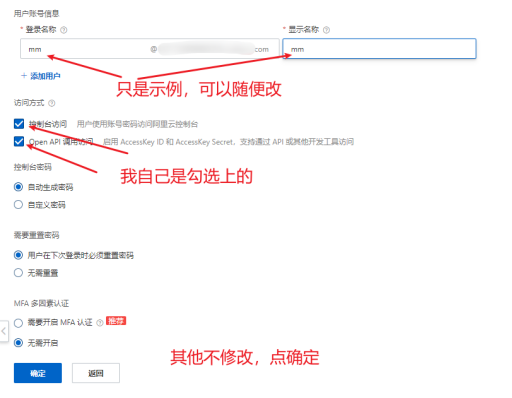 用户账号信息
* 登录名称 * 显示名称
mm @ com mm
+ 添加用户
只是示例，可以随便改
访问方式
控制台访问 用户使用账号密码访问阿里云控制台
Open API 调用访问 启用 AccessKey ID 和 AccessKey Secret，支持通过 API 或其他开发工具访问
我自己是勾选上的
控制台密码
自动生成密码
自定义密码
需要重置密码
用户在下次登录时必须重置密码
无需重置
MFA 多因素认证
需要开启 MFA 认证 推荐
无需开启
其他不修改，点确定
确定 返回